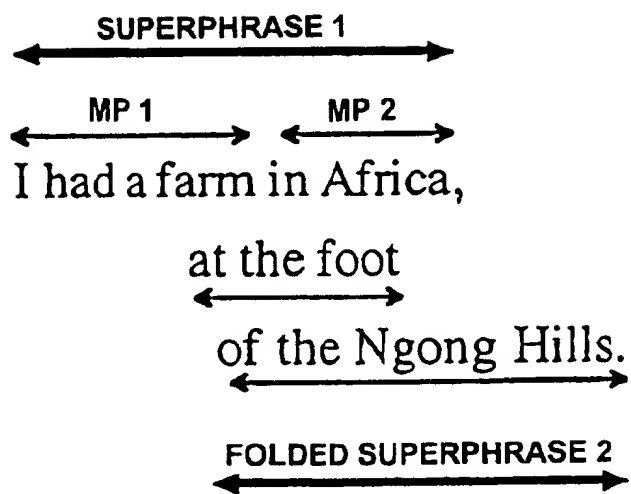 SUPERPHRASE 1
MP 1 MP 2
I had a farm in Africa,
at the foot
of the Ngong Hills.
FOLDED SUPERPHRASE 2